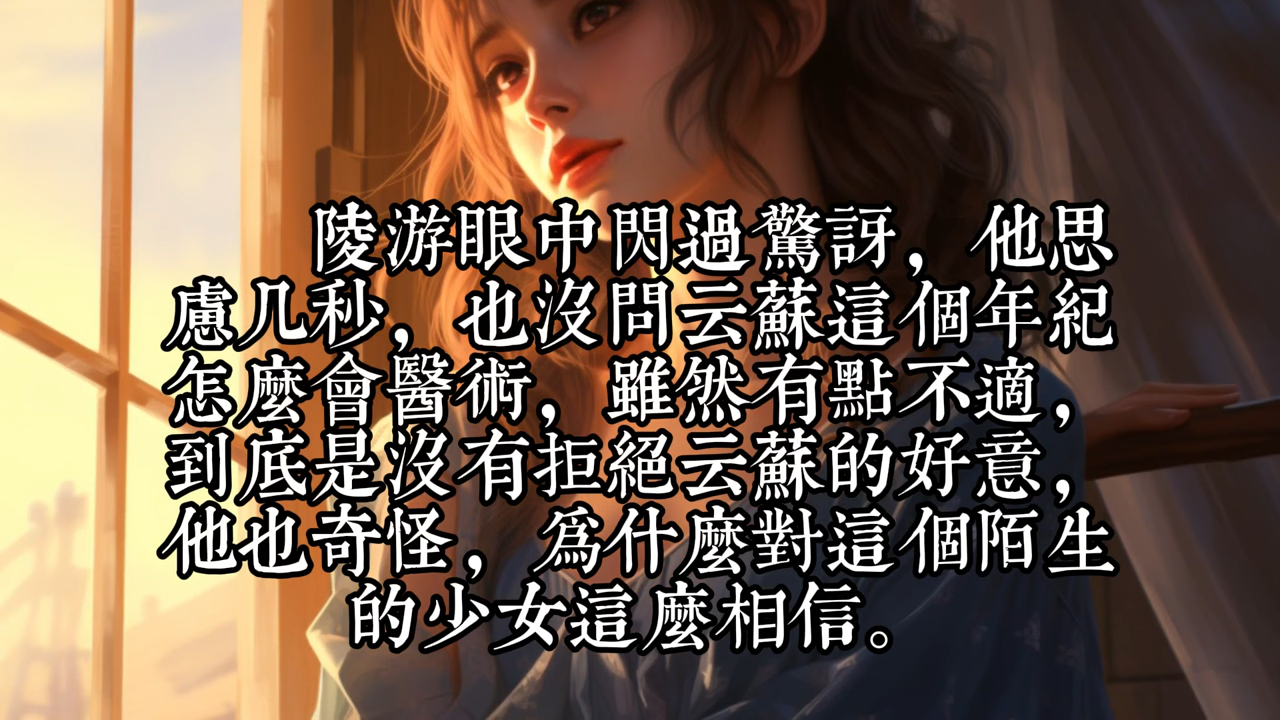 陵游眼中閃過驚訝，他思
慮几秒，也沒問云蘇這個年紀
怎麼會醫術，雖然有點不適，
到底是沒有拒絕云蘇的好意，
他也奇怪，爲什麼對這個陌生
的少女這麼相信。